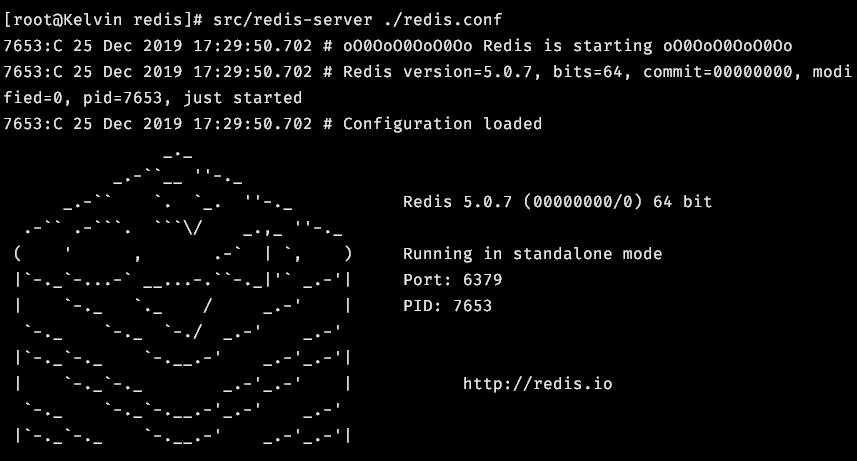 [root@Kelvin redis]# src/redis-server ./redis.conf
7653:C 25 Dec 2019 17:29:50.702 # oO0OoO0OoO0Oo Redis is starting oO0OoO0OoO0Oo
7653:C 25 Dec 2019 17:29:50.702 # Redis version=5.0.7, bits=64, commit=00000000, modi
fied=0, pid=7653, just started
7653:C 25 Dec 2019 17:29:50.702 # Configuration loaded
Redis 5.0.7 (00000000/0) 64 bit
Running in standalone mode
Port: 6379
PID: 7653
http://redis.io